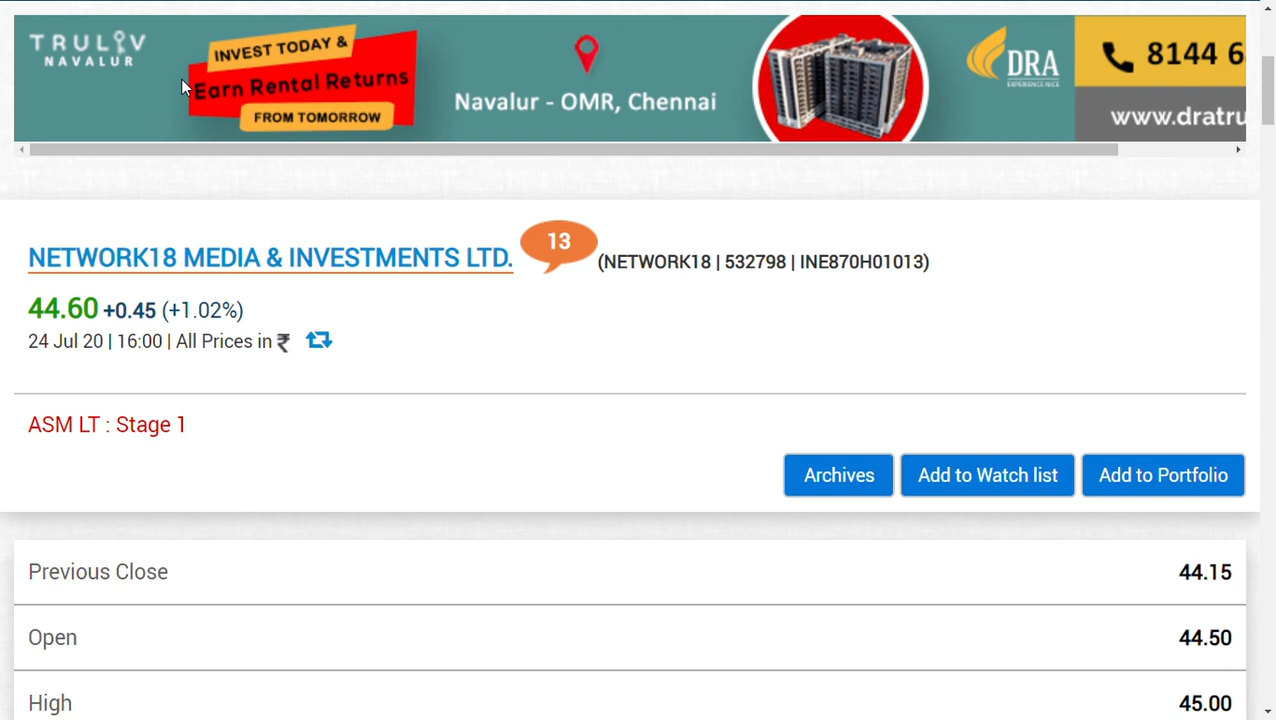 TRULIV
NAVALUR
INVEST TODAY &
Earn Rental Returns
FROM TOMORROW
Navalur - OMR, Chennai
DRA
EXPERIENCE NICE
8144 6
www.dratru
NETWORK18 MEDIA & INVESTMENTS LTD. 13 (NETWORK18 | 532798 | INE870H01013)
44.60 +0.45 (+1.02%)
24 Jul 20 | 16:00 | All Prices in ₹
ASM LT : Stage 1
Archives Add to Watch list Add to Portfolio
Previous Close 44.15
Open 44.50
High 45.00